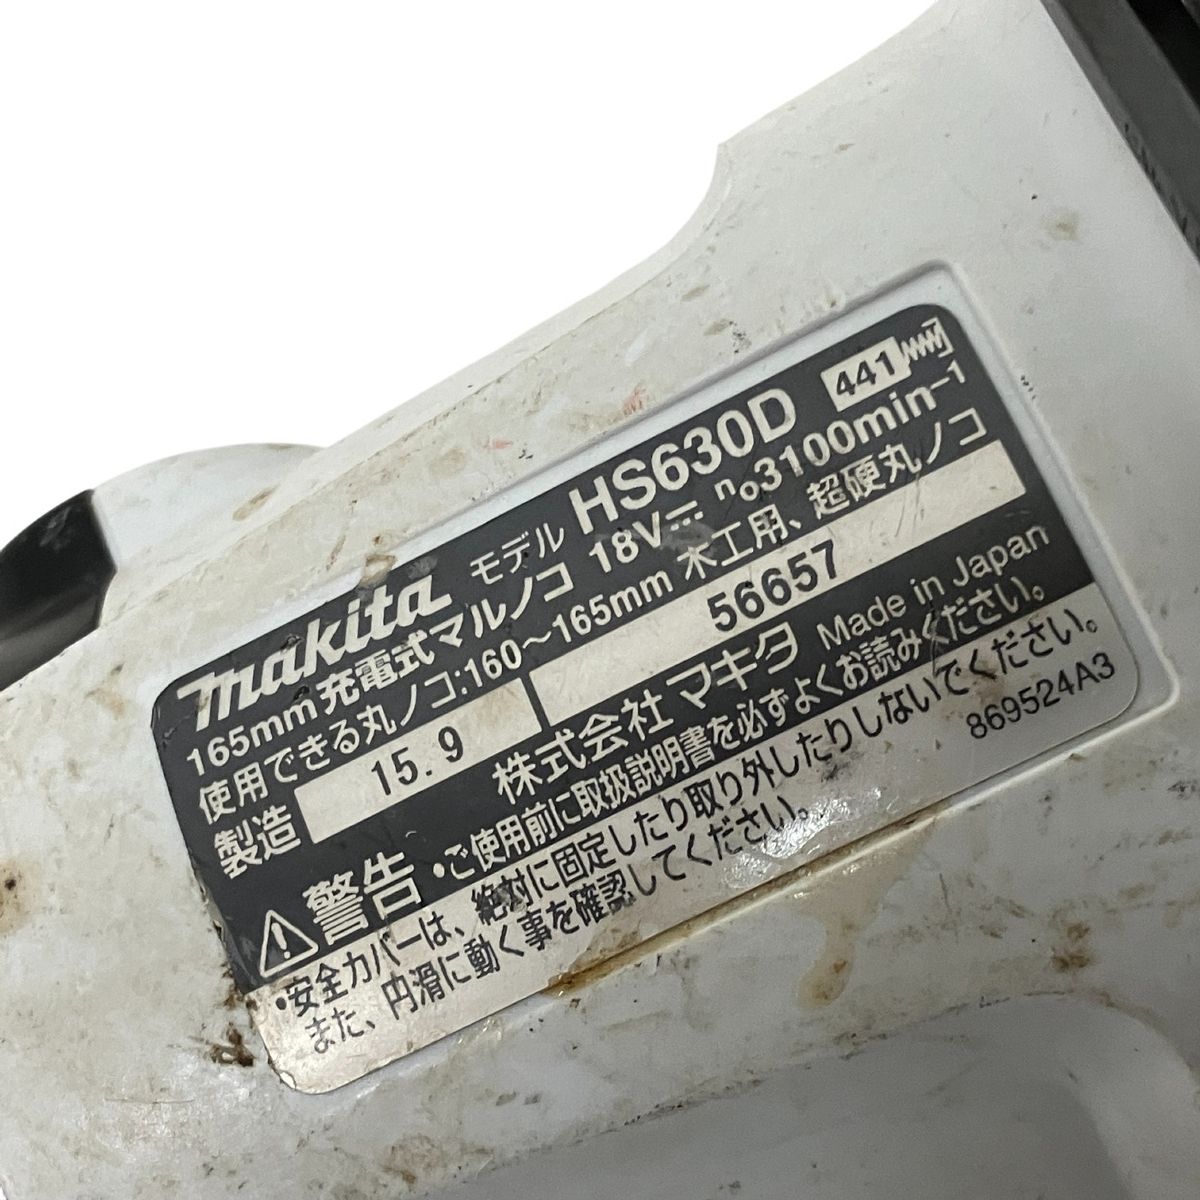 makita モデル HS630D 441
165mm 充電式マルノコ 18V n₀3100min⁻¹
使用できる丸ノコ:160〜165mm 木工用、超硬丸ノコ
製造 15.9 56657
株式会社マキタ Made in Japan
警告 ・ご使用前に取扱説明書を必ずよくお読みください。
・安全カバーは、絶対に固定したり取り外したりしないでください。
また、円滑に動く事を確認してください。
869524A3